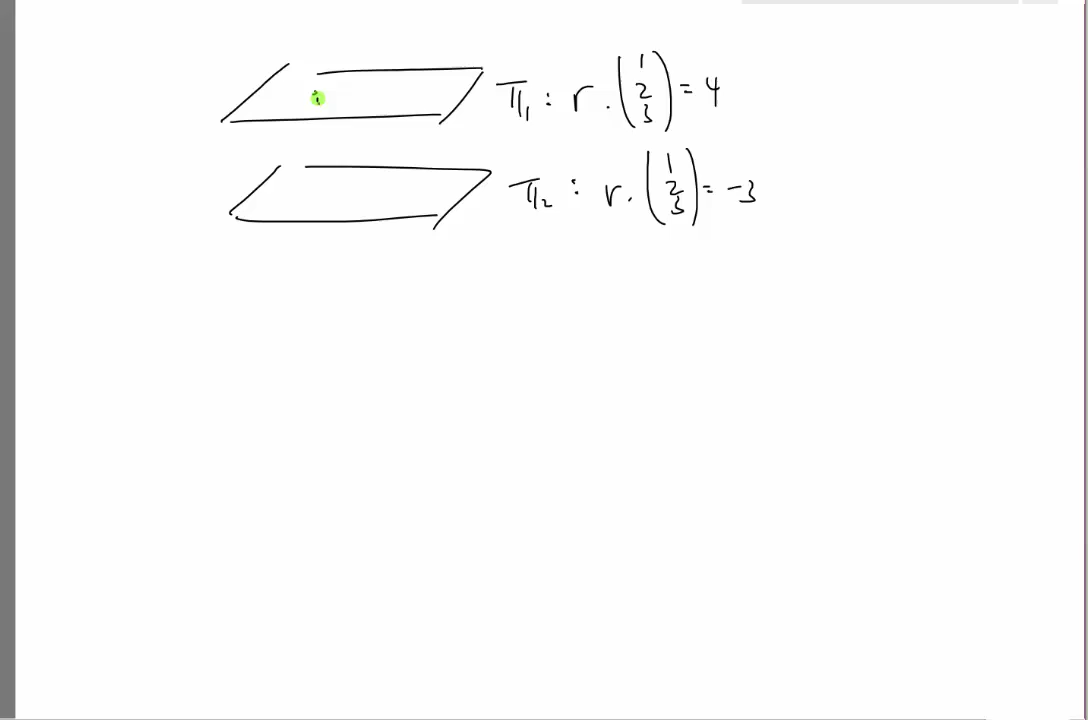 π₁ : r . (1 2 3) = 4
π₂ : r . (1 2 3) = -3